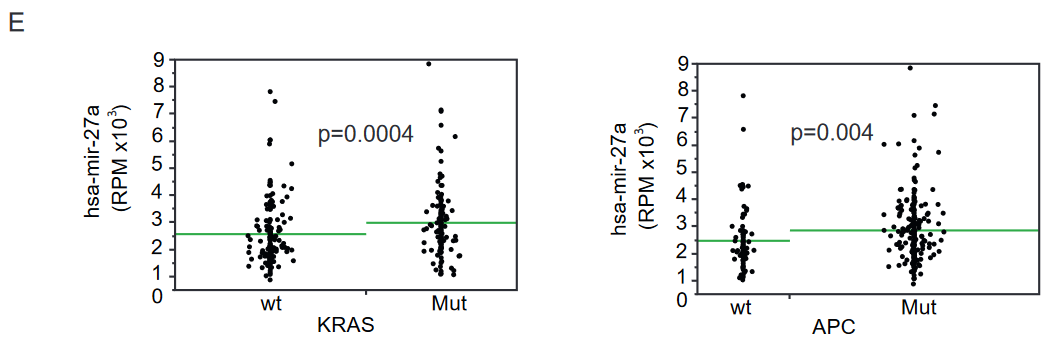 E
hsa-mir-27a
(RPM x10³)
9
8
7
6
5
4
3
2
1
0
p=0.0004
wt
Mut
KRAS
hsa-mir-27a
(RPM x10³)
9
8
7
6
5
4
3
2
1
0
p=0.004
wt
Mut
APC